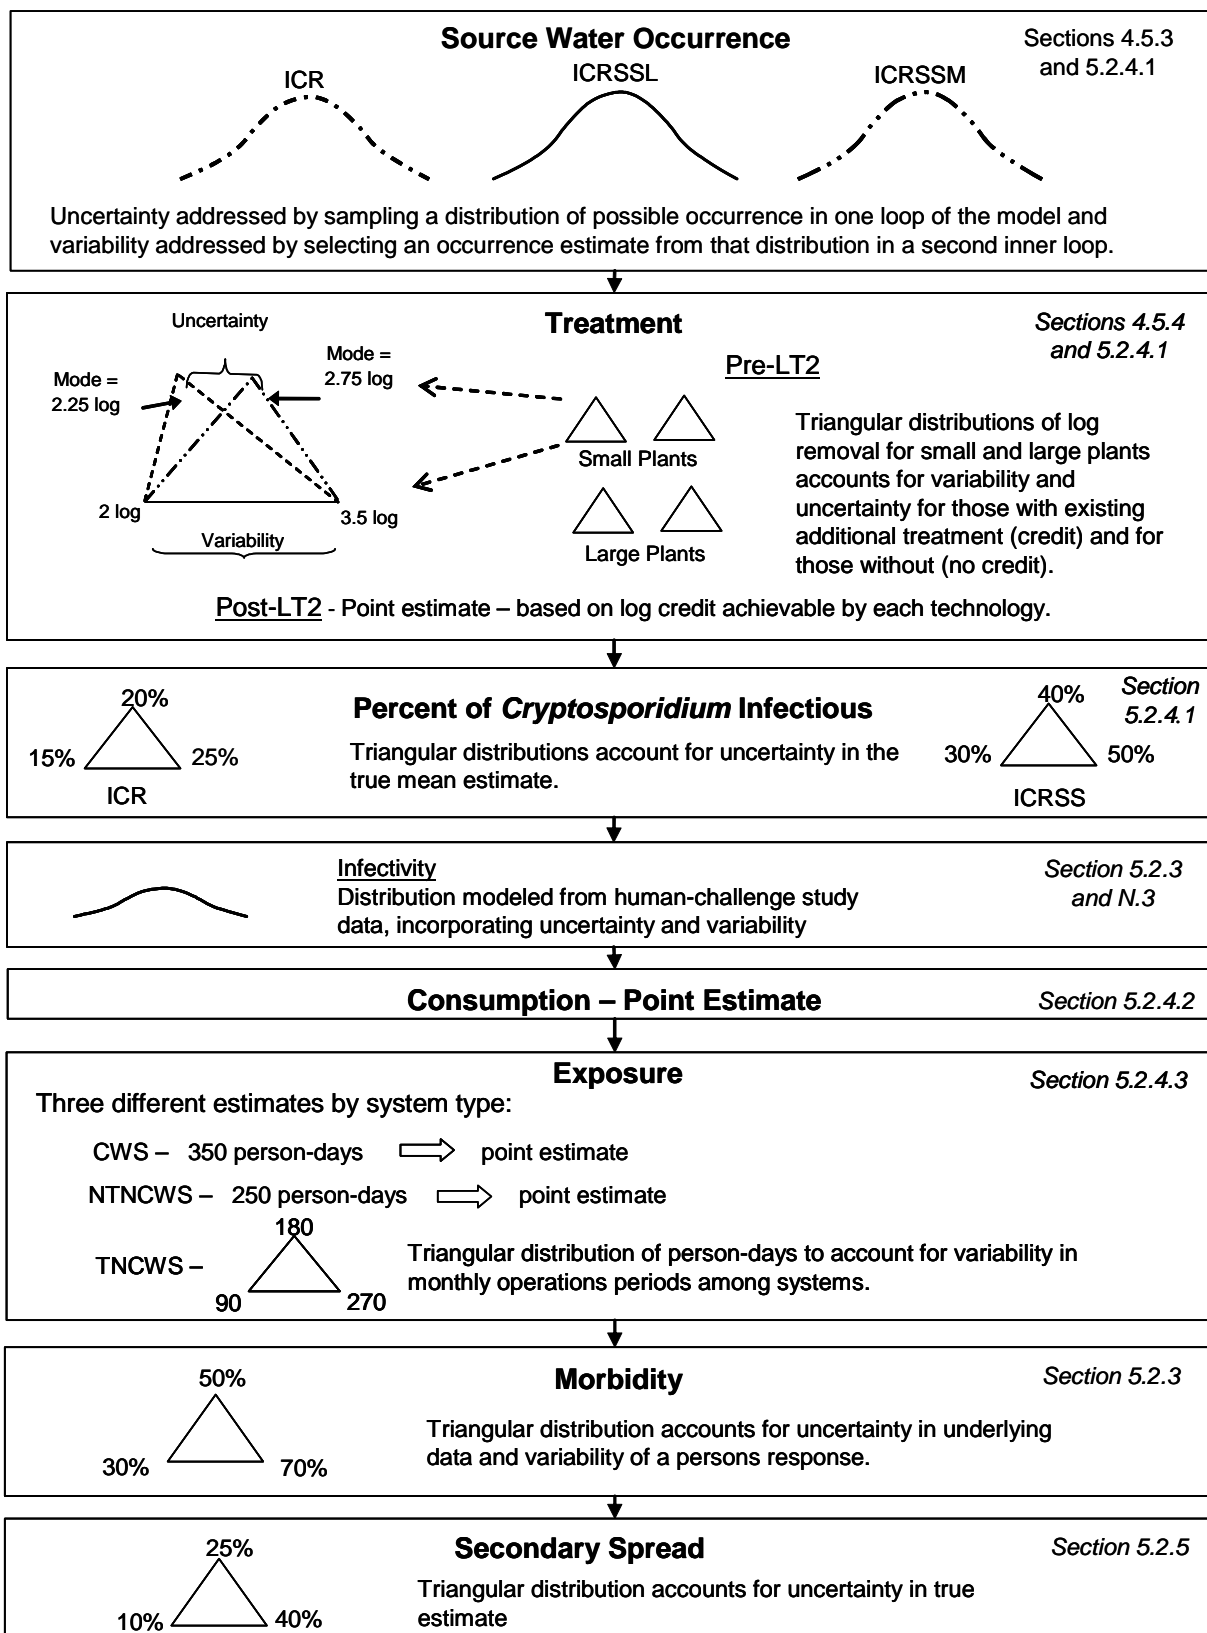 Source Water Occurrence
Sections 4.5.3
and 5.2.4.1
ICR
ICRSSL
ICRSSM
Uncertainty addressed by sampling a distribution of possible occurrence in one loop of the model and
variability addressed by selecting an occurrence estimate from that distribution in a second inner loop.
Treatment
Sections 4.5.4
and 5.2.4.1
Uncertainty
Mode =
2.25 log
Mode =
2.75 log
2 log
3.5 log
Variability
Small Plants
Large Plants
Pre-LT2
Triangular distributions of log
removal for small and large plants
accounts for variability and
uncertainty for those with existing
additional treatment (credit) and for
those without (no credit).
Post-LT2 - Point estimate – based on log credit achievable by each technology.
Percent of Cryptosporidium Infectious
Section
5.2.4.1
20%
15%
25%
ICR
Triangular distributions account for uncertainty in the
true mean estimate.
40%
30%
50%
ICRSS
Infectivity
Distribution modeled from human-challenge study
data, incorporating uncertainty and variability
Section 5.2.3
and N.3
Consumption – Point Estimate
Section 5.2.4.2
Exposure
Section 5.2.4.3
Three different estimates by system type:
CWS – 350 person-days point estimate
NTNCWS – 250 person-days point estimate
TNCWS –
180
90
270
Triangular distribution of person-days to account for variability in
monthly operations periods among systems.
Morbidity
Section 5.2.3
50%
30%
70%
Triangular distribution accounts for uncertainty in underlying
data and variability of a persons response.
Secondary Spread
Section 5.2.5
25%
10%
40%
Triangular distribution accounts for uncertainty in true
estimate